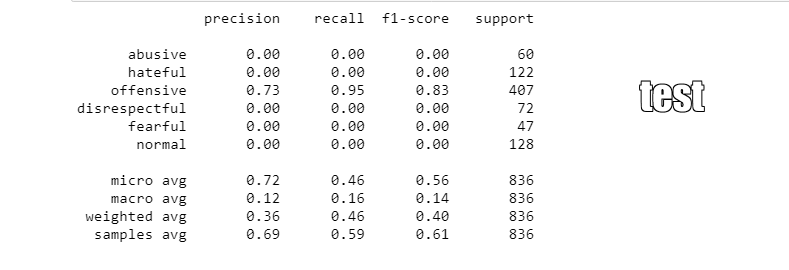 precision recall f1-score support
abusive 0.00 0.00 0.00 60
hateful 0.00 0.00 0.00 122
offensive 0.73 0.95 0.83 407
disrespectful 0.00 0.00 0.00 72
fearful 0.00 0.00 0.00 47
normal 0.00 0.00 0.00 128
micro avg 0.72 0.46 0.56 836
macro avg 0.12 0.16 0.14 836
weighted avg 0.36 0.46 0.40 836
samples avg 0.69 0.59 0.61 836
test